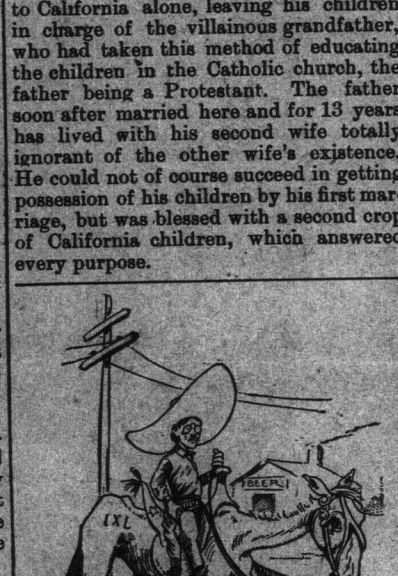 to California alone, leaving his children
in charge of the villainous grandfather,
who had taken this method of educating
the children in the Catholic church, the
father being a Protestant. The father
soon after married here and for 13 years
has lived with his second wife totally
ignorant of the other wife's existence.
He could not of course succeed in getting
possession of his children by his first mar-
riage, but was blessed with a second crop
of California children, which answered
every purpose.
BEER
IXL